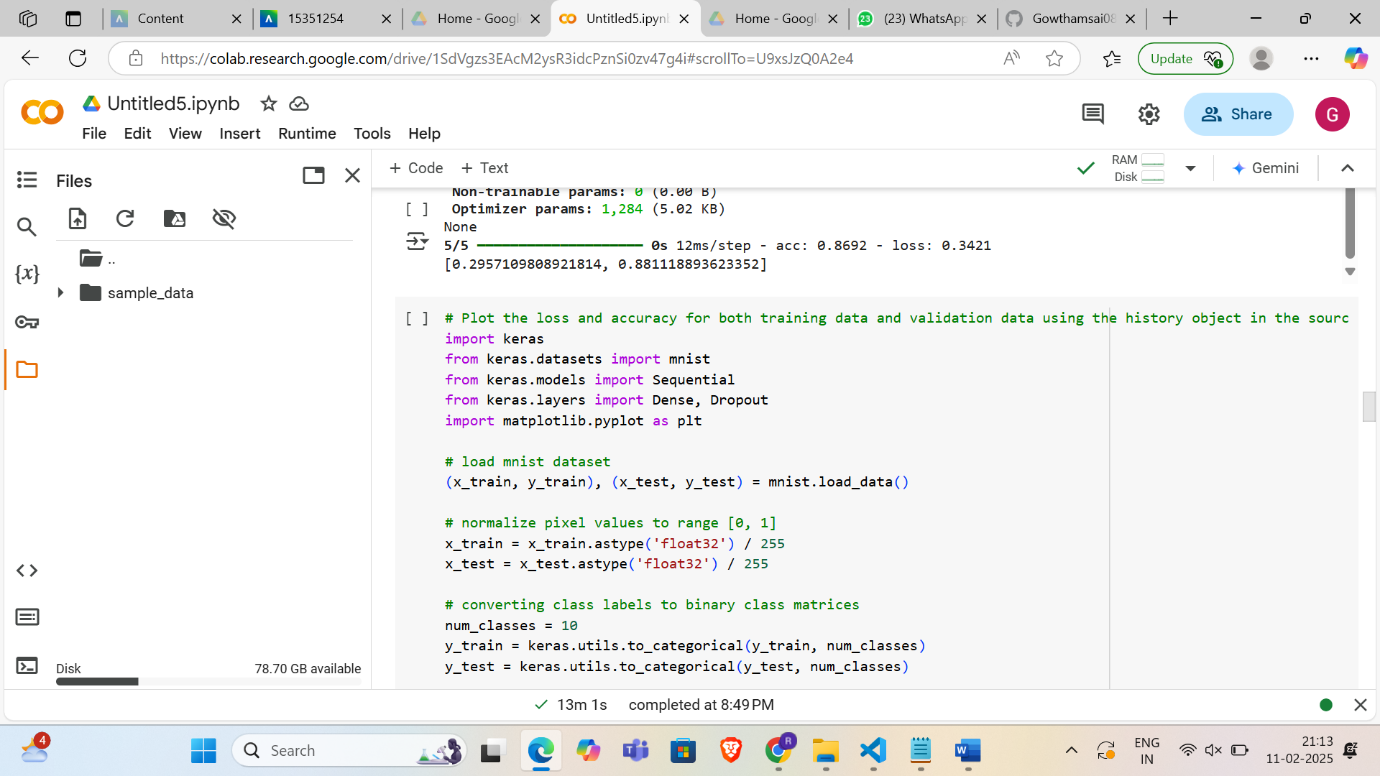 Content
15351254
Home - Google
Untitled5.ipynb
Home - Google
(23) WhatsApp
Gowthamsai08
https://colab.research.google.com/drive/1SdVgzs3EAcM2ysR3idcPznSi0zv47g4i#scrollTo=U9xsJzQ0A2e4
Update
Untitled5.ipynb
File Edit View Insert Runtime Tools Help
Share
G
Files
+ Code + Text
RAM
Disk
Gemini
..
sample_data
Non-trainable params: 0 (0.00 B)
[ ] Optimizer params: 1,284 (5.02 KB)
None
5/5 ━━━━━━━━━━━━━━━━━━━━ 0s 12ms/step - acc: 0.8692 - loss: 0.3421
[0.2957109808921814, 0.881118893623352]
[ ] # Plot the loss and accuracy for both training data and validation data using the history object in the sourc
import keras
from keras.datasets import mnist
from keras.models import Sequential
from keras.layers import Dense, Dropout
import matplotlib.pyplot as plt
# load mnist dataset
(x_train, y_train), (x_test, y_test) = mnist.load_data()
# normalize pixel values to range [0, 1]
x_train = x_train.astype('float32') / 255
x_test = x_test.astype('float32') / 255
# converting class labels to binary class matrices
num_classes = 10
y_train = keras.utils.to_categorical(y_train, num_classes)
y_test = keras.utils.to_categorical(y_test, num_classes)
Disk 78.70 GB available
13m 1s completed at 8:49 PM
4
Search
R
ENG
IN
21:13
11-02-2025